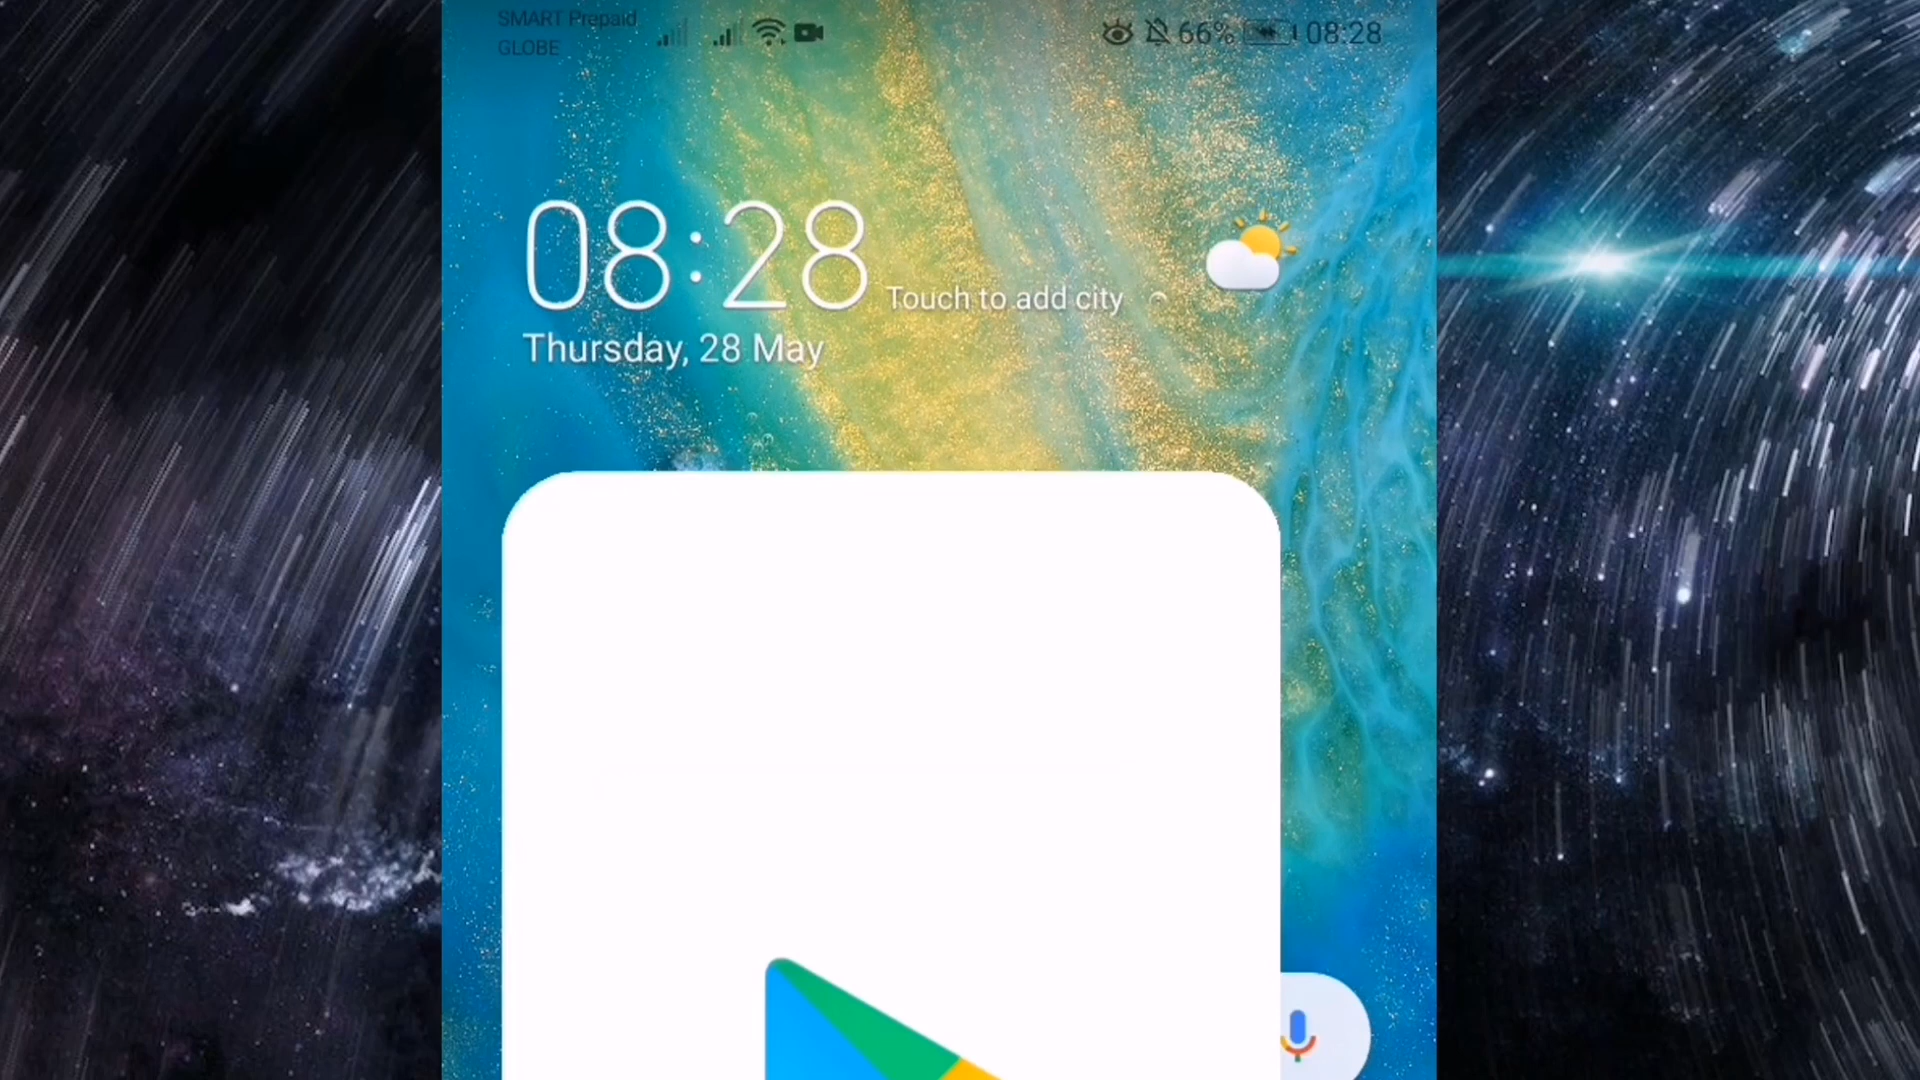 SMART Prepaid
GLOBE
66% 08:28
08:28
Touch to add city
Thursday, 28 May